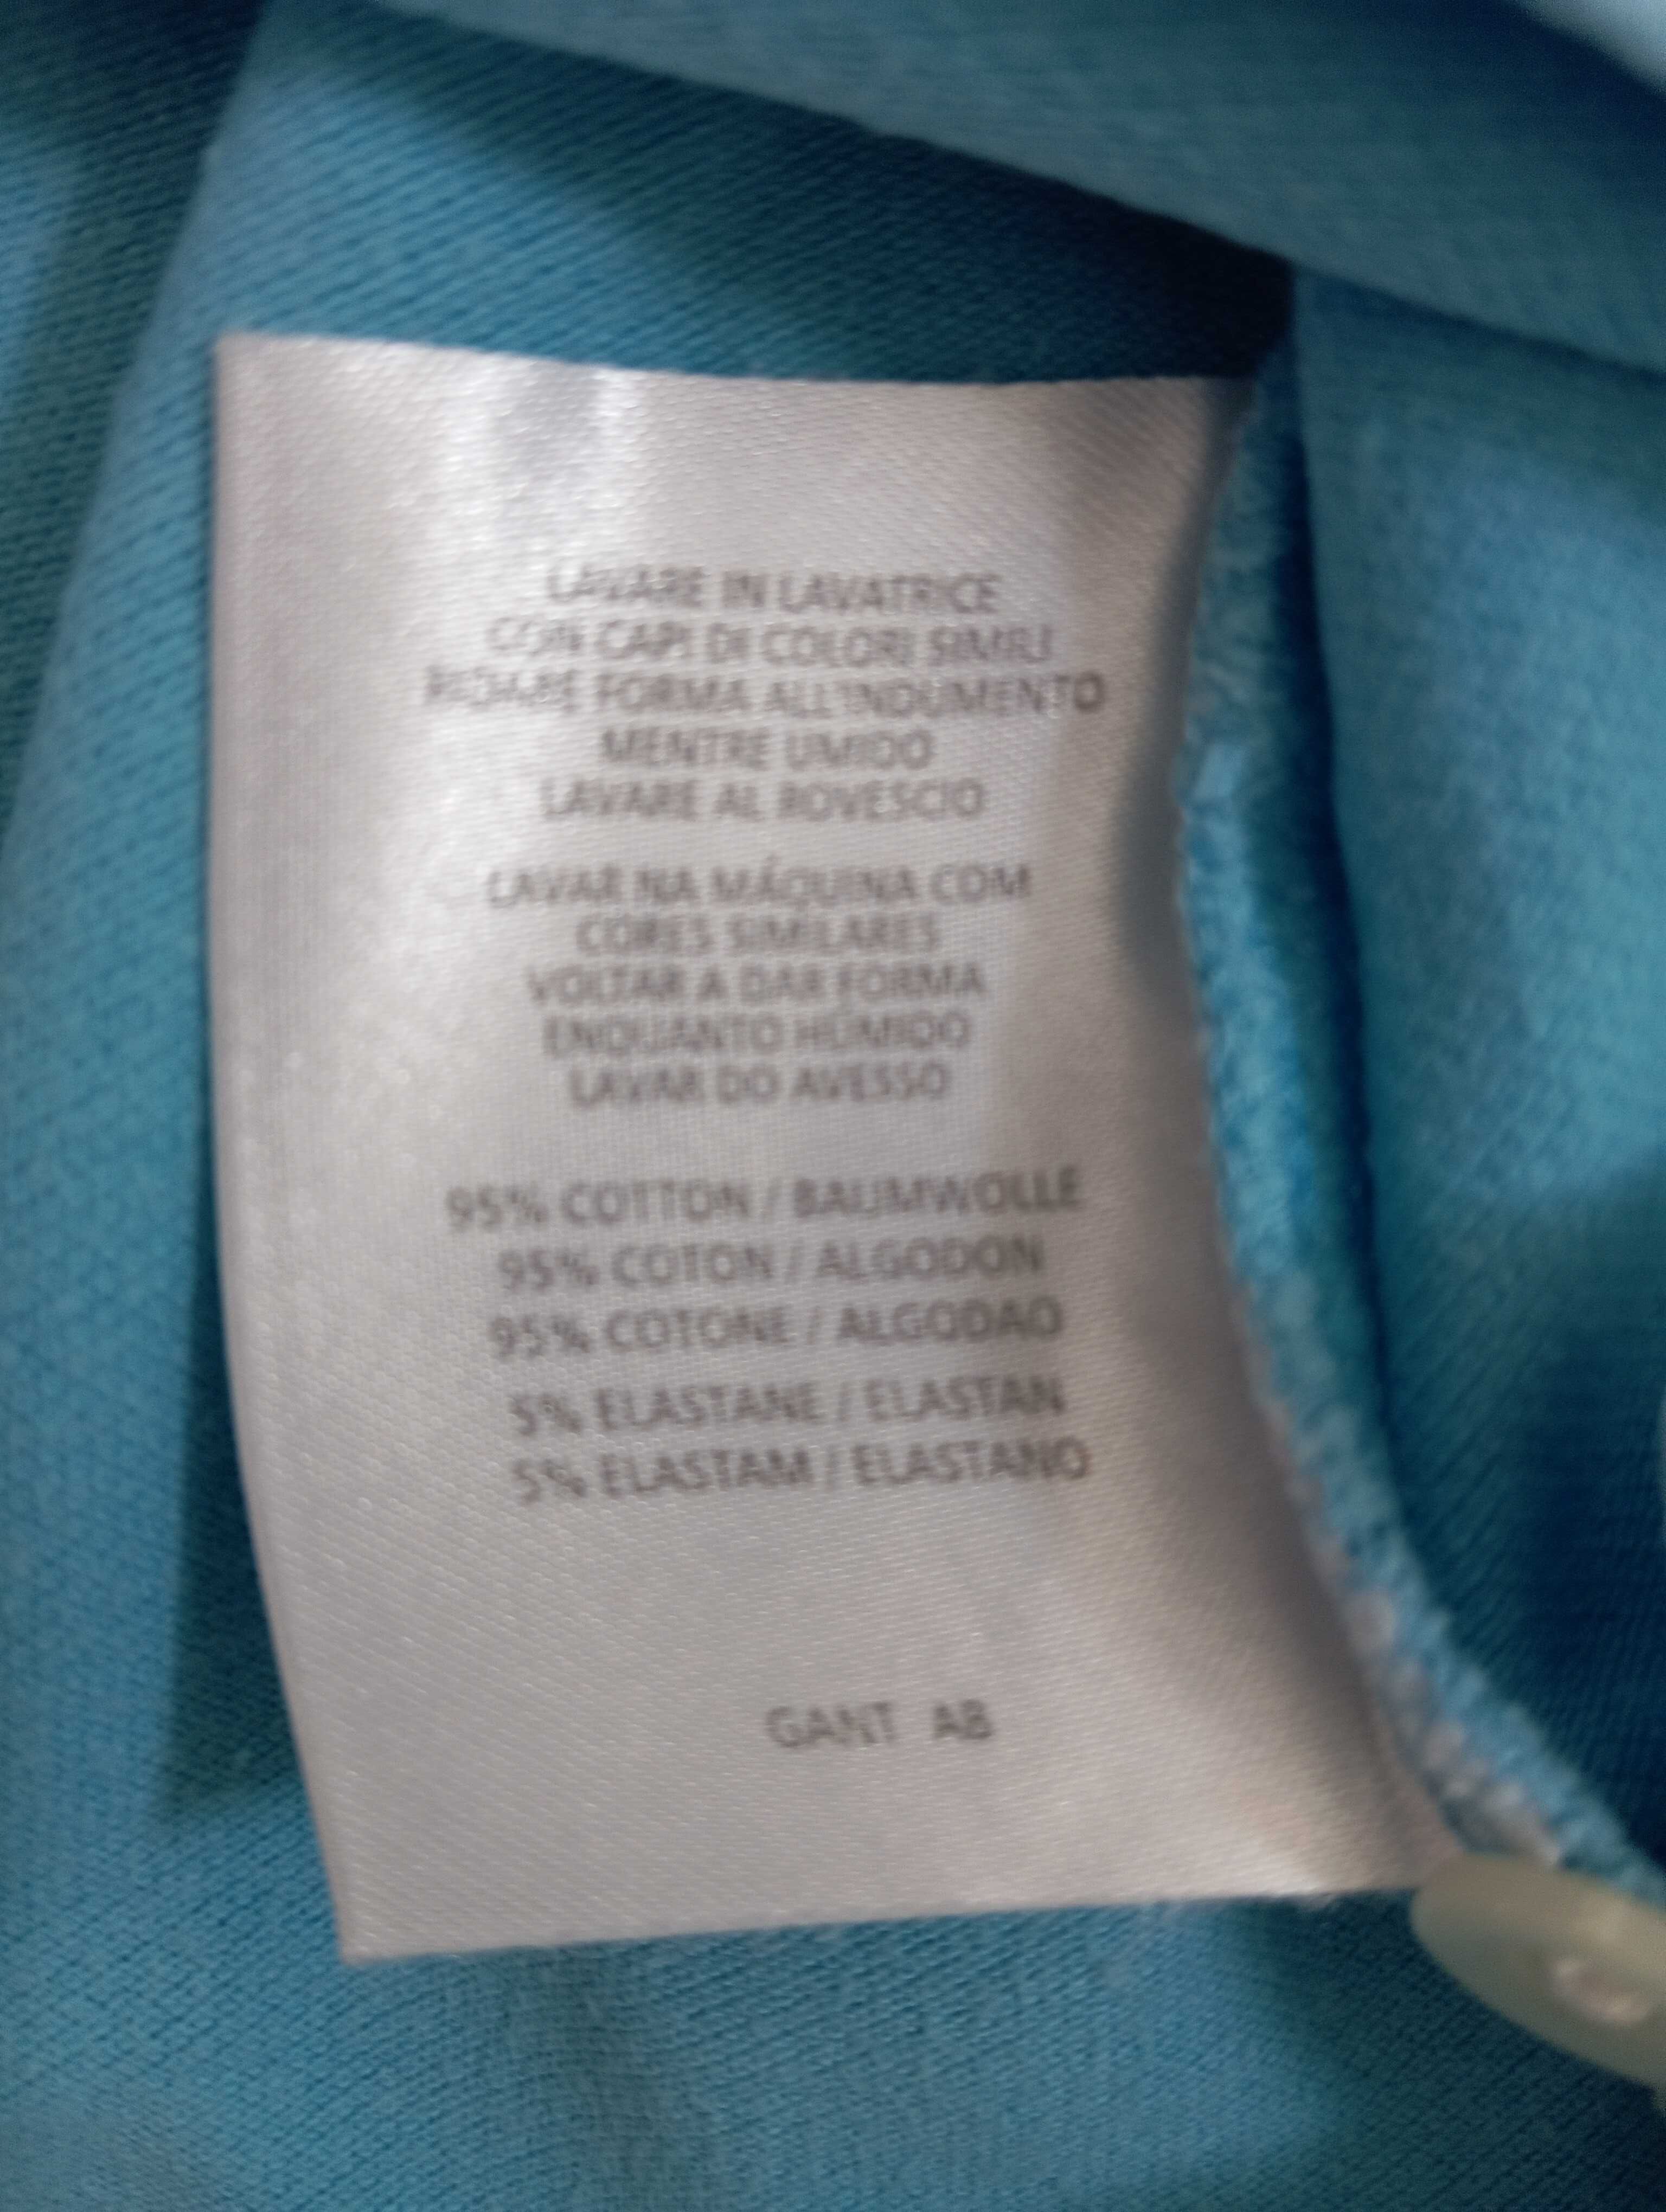 LAVARE IN LAVATRICE
CON CAPI DI COLORI SIMILI
RIDARE FORMA ALL'INDUMENTO
MENTRE UMIDO
LAVARE AL ROVESCIO
LAVAR NA MÁQUINA COM
CORES SIMILARES
VOLTAR A DAR FORMA
ENQUANTO HÚMIDO
LAVAR DO AVESSO
95% COTTON / BAUMWOLLE
95% COTON / ALGODON
95% COTONE / ALGODAO
5% ELASTANE / ELASTAN
5% ELASTAM / ELASTANO
GANT AB